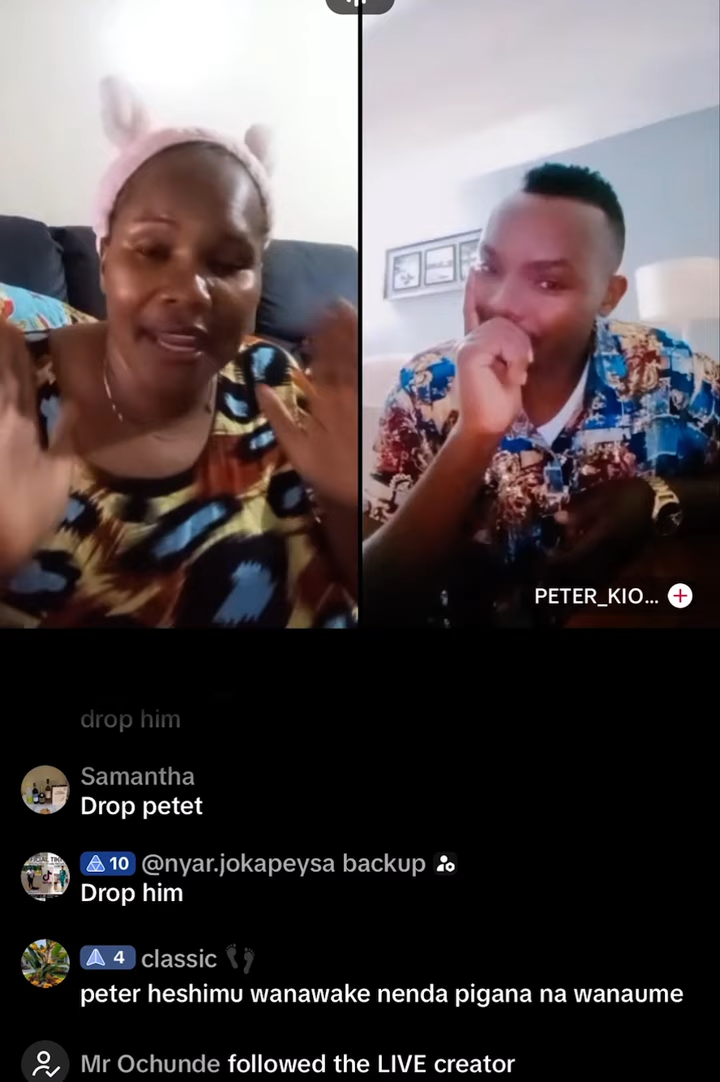 PETER_KIO...
drop him
Samantha
Drop petet
10 @nyar.jokapeysa backup
Drop him
4 classic
peter heshimu wanawake nenda pigana na wanaume
Mr Ochunde followed the LIVE creator